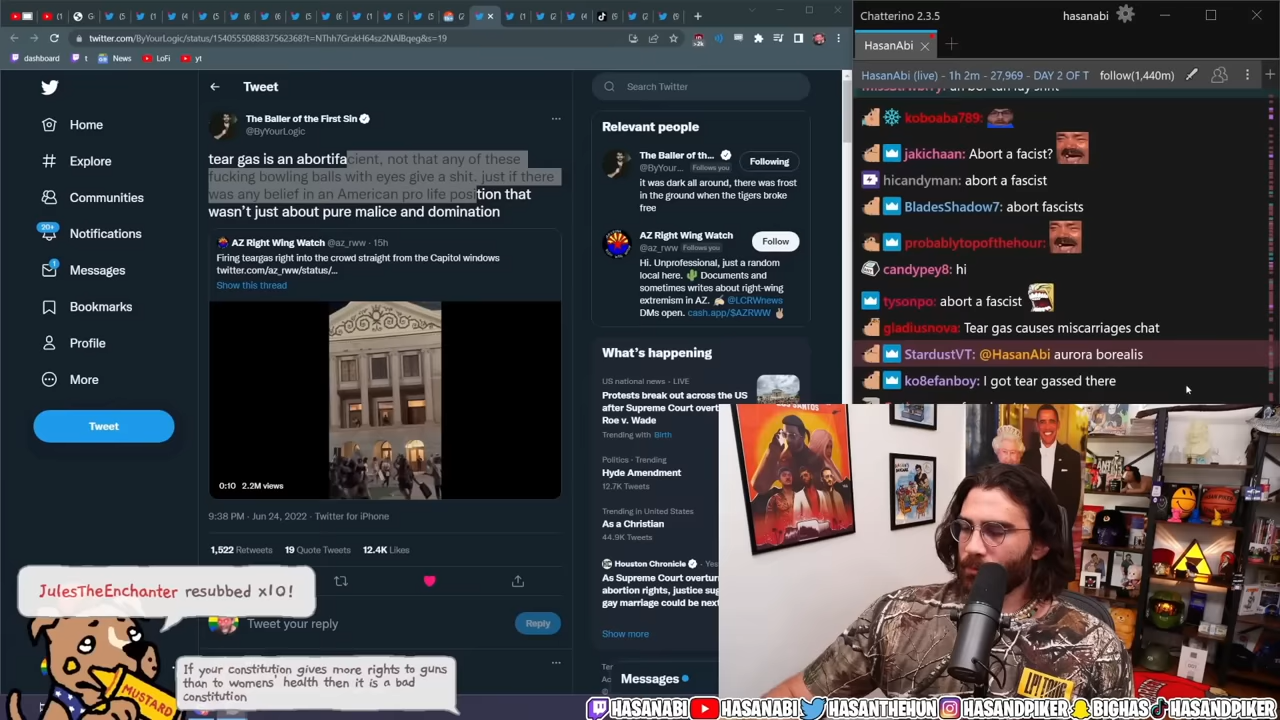 twitter.com/ByYourLogic/status/1540555088837562368?t=NThh7GrzkH64sz2NAlBqeg&s=19
dashboard
t
News
LoFi
yt
Home
Explore
Communities
20+
Notifications
1
Messages
Bookmarks
Profile
More
Tweet
Tweet
The Baller of the First Sin
@ByYourLogic
tear gas is an abortifacient, not that any of these
fucking bowling balls with eyes give a shit. just if there
was any belief in an American pro life position that
wasn't just about pure malice and domination
AZ Right Wing Watch @az_rww · 15h
Firing teargas right into the crowd straight from the Capitol windows
twitter.com/az_rww/status/...
Show this thread
0:10 2.2M views
9:38 PM · Jun 24, 2022 · Twitter for iPhone
1,522 Retweets 19 Quote Tweets 12.4K Likes
Tweet your reply
Reply
Search Twitter
Relevant people
The Baller of th...
@ByYour... Follows you
Following
it was dark all around, there was frost
in the ground when the tigers broke
free
AZ Right Wing Watch
@az_rww Follows you
Follow
Hi. Unprofessional, just a random
local here. Documents and
sometimes writes about right-wing
extremism in AZ. @LCRWnews
DMs open. cash.app/$AZRWW
What's happening
US national news · LIVE
Protests break out across the US
after Supreme Court overt
Roe v. Wade
Trending with Birth
Politics · Trending
Hyde Amendment
12.7K Tweets
Trending in United States
As a Christian
44.9K Tweets
Houston Chronicle · Yes
As Supreme Court overtur
abortion rights, justice sug
gay marriage could be next
Show more
Messages
Chatterino 2.3.5
hasanabi
HasanAbi
HasanAbi (live) - 1h 2m - 27,969 - DAY 2 OF T
follow(1,440m)
koboaba789:
jakichaan: Abort a facist?
hicandyman: abort a fascist
BladesShadow7: abort fascists
probablytopofthehour:
candypey8: hi
tysonpo: abort a fascist
gladiusnova: Tear gas causes miscarriages chat
StardustVT: @HasanAbi aurora borealis
ko8efanboy: I got tear gassed there
JulesTheEnchanter resubbed x10!
If your constitution gives more rights to guns
than to womens' health then it is a bad
constitution
MUSTARD
HASANABI
HASANABI
HASANTHEHUN
HASANDPIKER
BIGHAS
HASANDPIKER